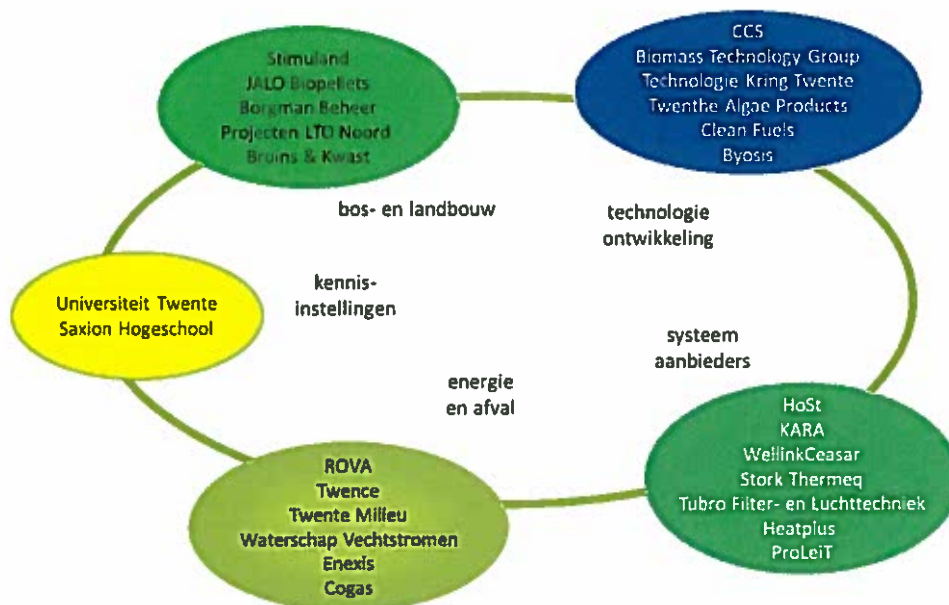 Stimuland
JALO Biopellets
Borgman Beheer
Projecten LTO Noord
Bruins & Kwast
CCS
Biomass Technology Group
Technologie Kring Twente
Twenthe Algae Products
Clean Fuels
Byosis
bos- en landbouw
technologie
ontwikkeling
Universiteit Twente
Saxion Hogeschool
kennis-
instellingen
systeem
aanbieders
energie
en afval
ROVA
Twence
Twente Milieu
Waterschap Vechtstromen
Enexis
Cogas
HoSt
KARA
WellinkCeasar
Stork Thermeq
Tubro Filter- en Luchttechniek
Heatplus
ProLeiT